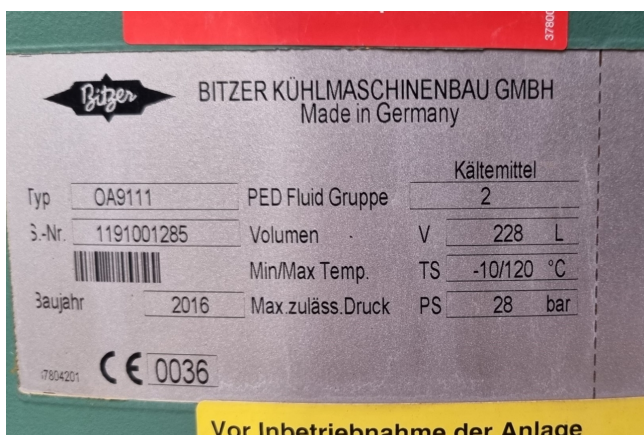 37800
Bitzer
BITZER KÜHLMASCHINENBAU GMBH
Made in Germany
Kältemittel
Typ OA9111 PED Fluid Gruppe 2
S.-Nr. 1191001285 Volumen V 228 L
Min/Max Temp. TS -10/120 °C
Baujahr 2016 Max.zuläss.Druck PS 28 bar
37804201 CE 0036
Vor Inbetriebnahme der Anlage